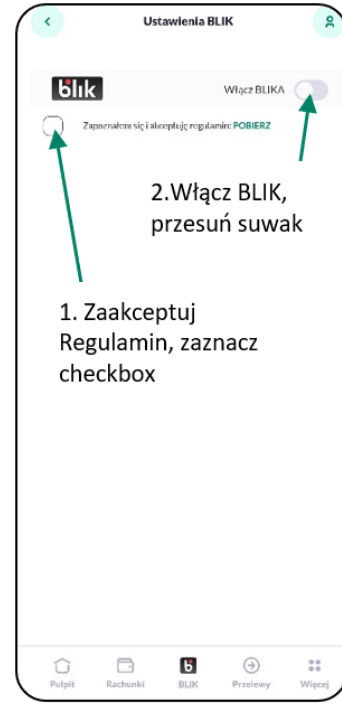 Ustawienia BLIK
blik
Włącz BLIKA
Zapoznałem się i akceptuję regulamin: POBIERZ
2.Włącz BLIK,
przesuń suwak
1. Zaakceptuj
Regulamin, zaznacz
checkbox
Pulpit Rachunki BLIK Przelewy Więcej